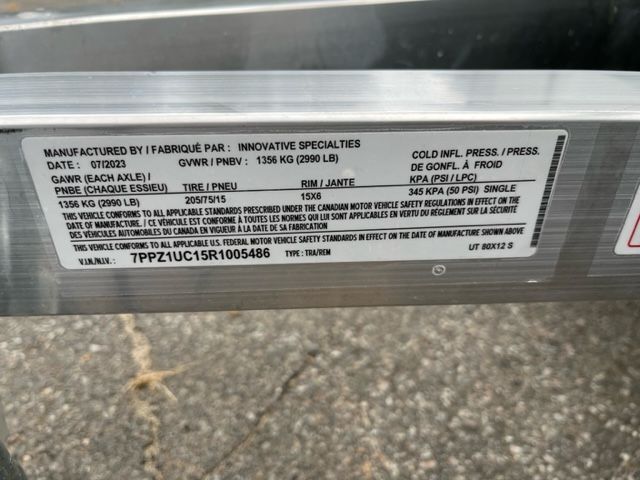 MANUFACTURED BY / FABRIQUÉ PAR : INNOVATIVE SPECIALTIES
DATE : 07/2023 GVWR / PNBV : 1356 KG (2990 LB) COLD INFL. PRESS. / PRESS.
GAWR (EACH AXLE) / DE GONFL. À FROID
PNBE (CHAQUE ESSIEU) TIRE / PNEU RIM / JANTE KPA (PSI / LPC)
1356 KG (2990 LB) 205/75/15 15X6 345 KPA (50 PSI) SINGLE
THIS VEHICLE CONFORMS TO ALL APPLICABLE STANDARDS PRESCRIBED UNDER THE CANADIAN MOTOR VEHICLE SAFETY REGULATIONS IN EFFECT ON THE
DATE OF MANUFACTURE. / CE VÉHICULE EST CONFORME À TOUTES LES NORMES QUI LUI SONT APPLICABLES EN VERTU DU RÈGLEMENT SUR LA SÉCURITÉ
DES VÉHICULES AUTOMOBILES DU CANADA EN VIGUEUR À LA DATE DE SA FABRICATION
THIS VEHICLE CONFORMS TO ALL APPLICABLE U.S. FEDERAL MOTOR VEHICLE SAFETY STANDARDS IN EFFECT ON DATE OF MANUFACTURE SHOWN ABOVE.
V.I.N./N.I.V. : 7PPZ1UC15R1005486 TYPE : TRA/REM UT 80X12 S